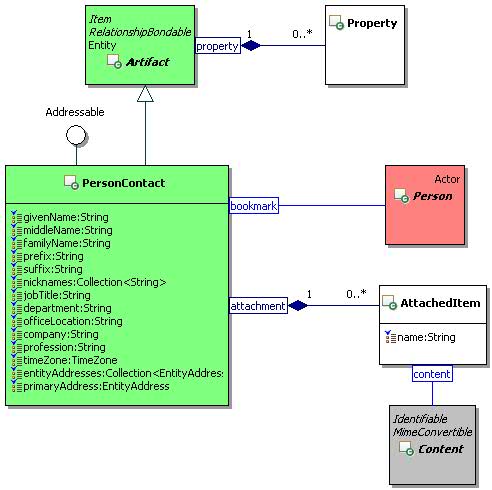 Item
RelationshipBondable
Entity
Artifact
property
1
0..*
Property
Addressable
PersonContact
givenName:String
middleName:String
familyName:String
prefix:String
suffix:String
nicknames:Collection<String>
jobTitle:String
department:String
officeLocation:String
company:String
profession:String
timeZone:TimeZone
entityAddresses:Collection<EntityAddres
primaryAddress:EntityAddress
bookmark
Actor
Person
attachment
1
0..*
AttachedItem
name:String
content
Identifiable
MimeConvertible
Content